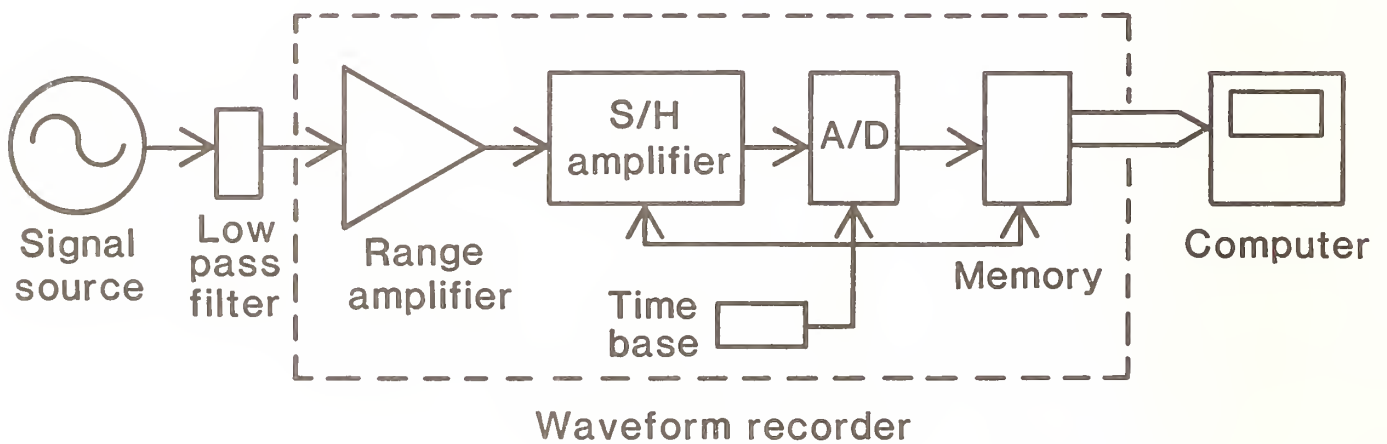 Signal
source
Low
pass
filter
Range
amplifier
S/H
amplifier
A/D
Time
base
Memory
Computer
Waveform recorder